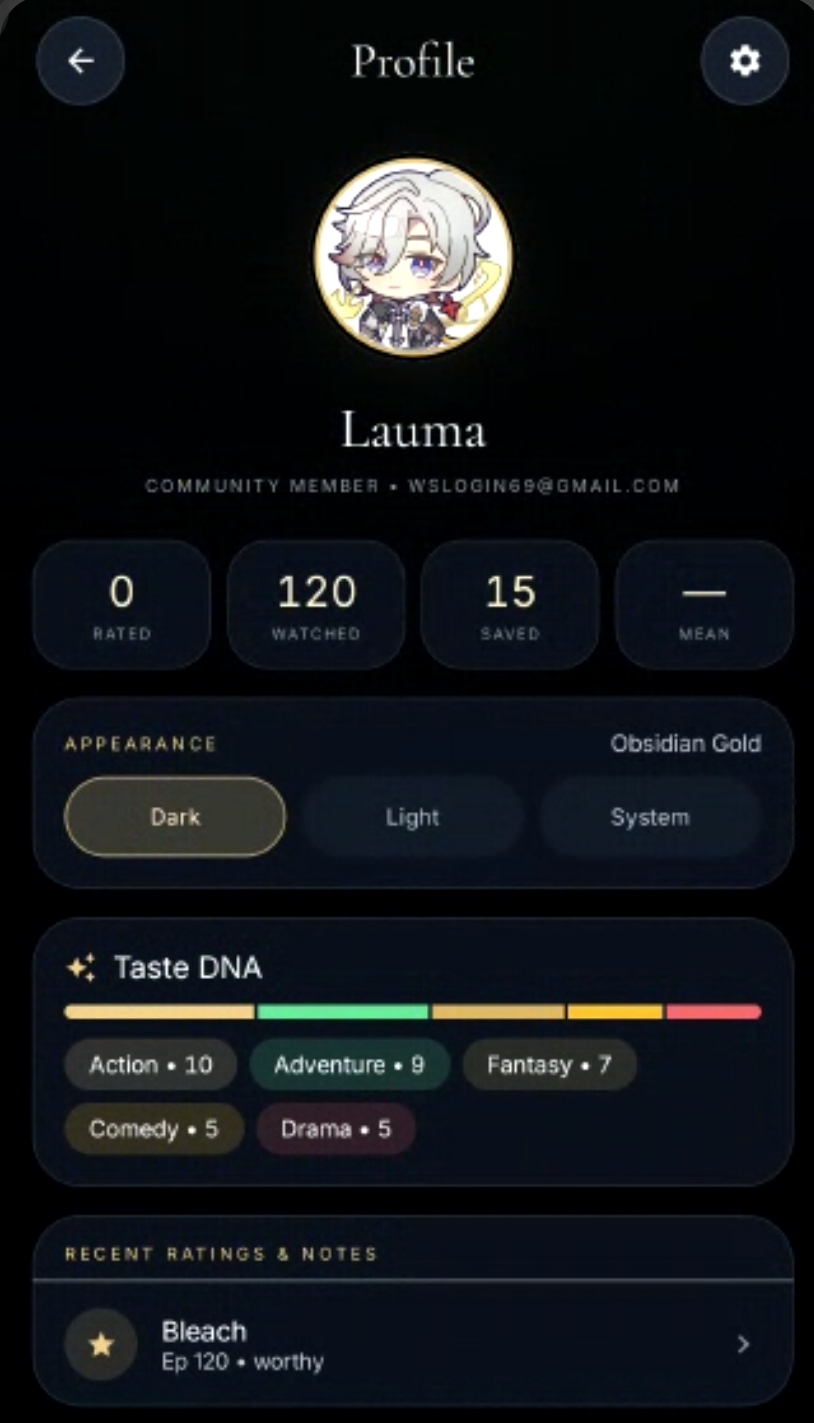 Profile
Lauma
COMMUNITY MEMBER • WSLOGIN69@GMAIL.COM
0 120 15 —
RATED WATCHED SAVED MEAN
APPEARANCE Obsidian Gold
Dark Light System
Taste DNA
Action • 10 Adventure • 9 Fantasy • 7
Comedy • 5 Drama • 5
RECENT RATINGS & NOTES
Bleach
Ep 120 • worthy